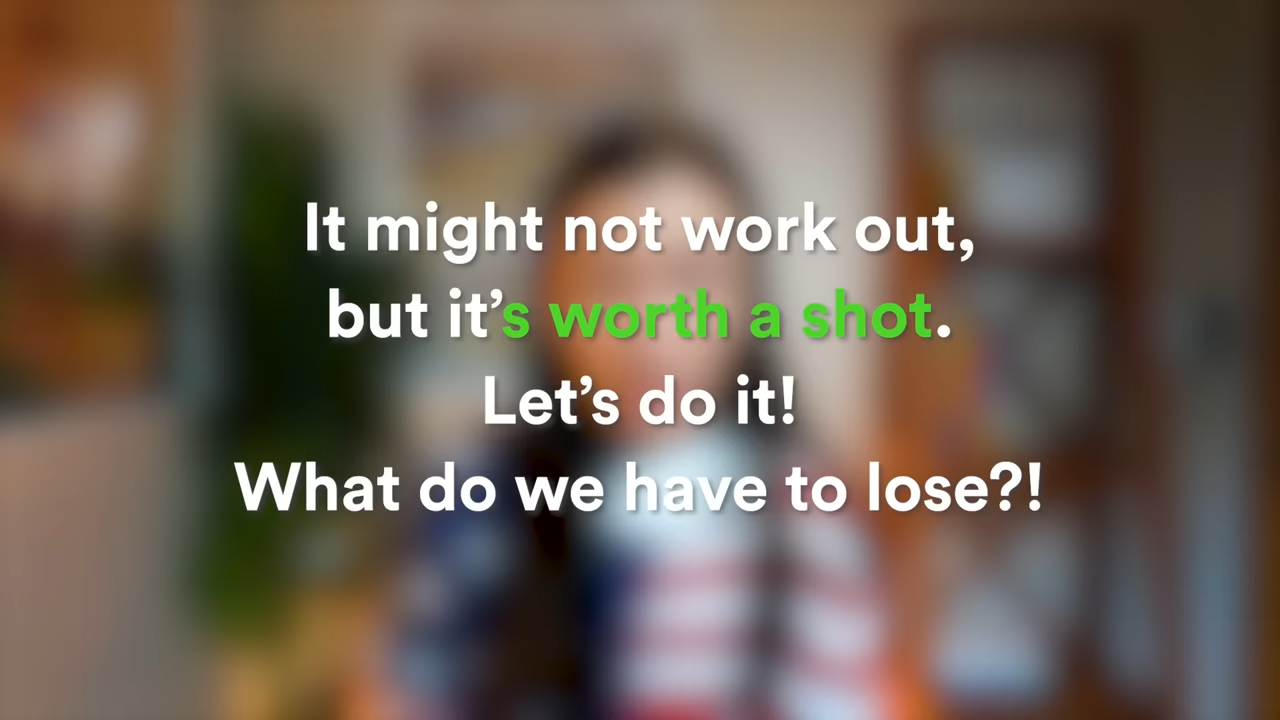 It might not work out,
but it’s worth a shot.
Let’s do it!
What do we have to lose?!